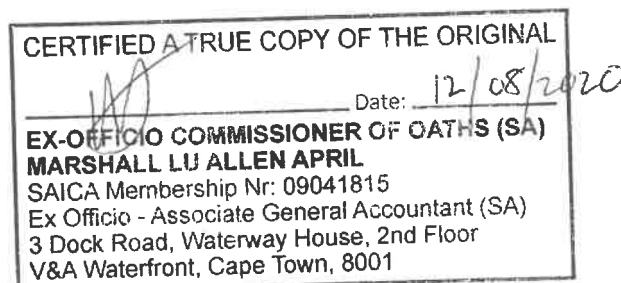 CERTIFIED A TRUE COPY OF THE ORIGINAL
Date: 12/08/2020
EX-OFFICIO COMMISSIONER OF OATHS (SA)
MARSHALL LU ALLEN APRIL
SAICA Membership Nr: 09041815
Ex Officio - Associate General Accountant (SA)
3 Dock Road, Waterway House, 2nd Floor
V&A Waterfront, Cape Town, 8001